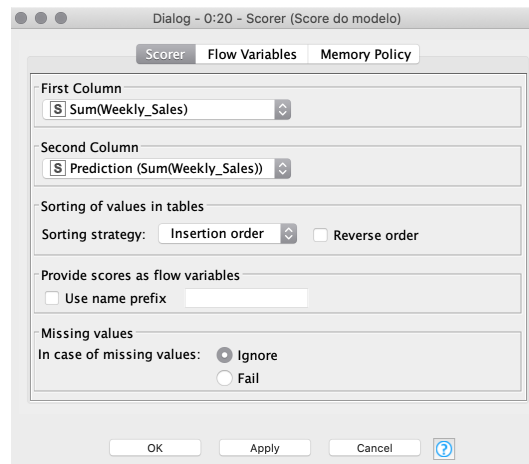 Dialog - 0:20 - Scorer (Score do modelo)
Scorer Flow Variables Memory Policy
First Column
S Sum(Weekly_Sales)
Second Column
S Prediction (Sum(Weekly_Sales))
Sorting of values in tables
Sorting strategy: Insertion order Reverse order
Provide scores as flow variables
Use name prefix
Missing values
In case of missing values: Ignore
Fail
OK Apply Cancel ?